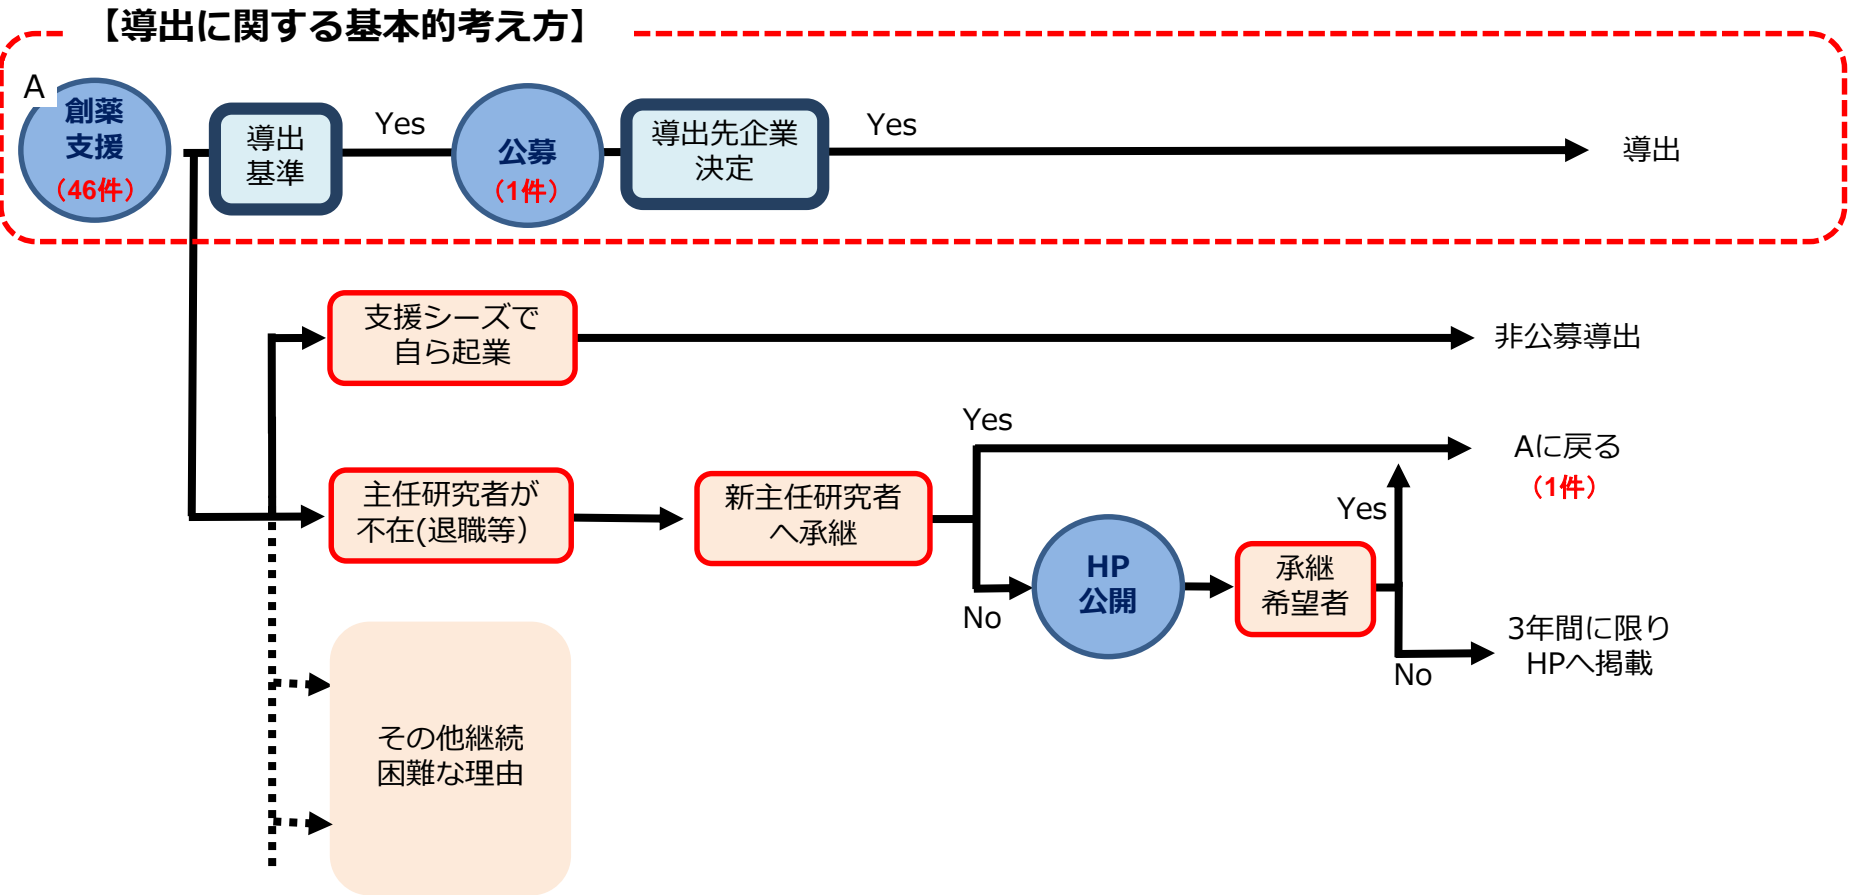 【導出に関する基本的考え方】
A
創薬
支援
（46件）
導出
基準
Yes
公募
（1件）
導出先企業
決定
Yes
導出
支援シーズで
自ら起業
非公募導出
主任研究者が
不在(退職等）
新主任研究者
へ承継
Yes
Aに戻る
（1件）
No
HP
公開
承継
希望者
Yes
No
3年間に限り
HPへ掲載
その他継続
困難な理由